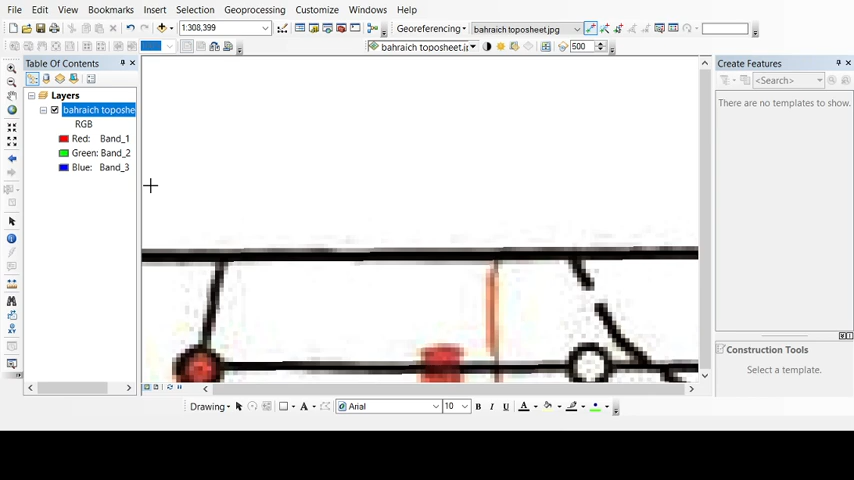 File Edit View Bookmarks Insert Selection Geoprocessing Customize Windows Help
1:308,399 Georeferencing bahraich toposheet.jpg
bahraich toposheet.jp 500
Table Of Contents
Layers
bahraich toposhe
RGB
Red: Band_1
Green: Band_2
Blue: Band_3
Create Features
<Search>
There are no templates to show.
Construction Tools
Select a template.
Drawing A Arial 10 B I U A